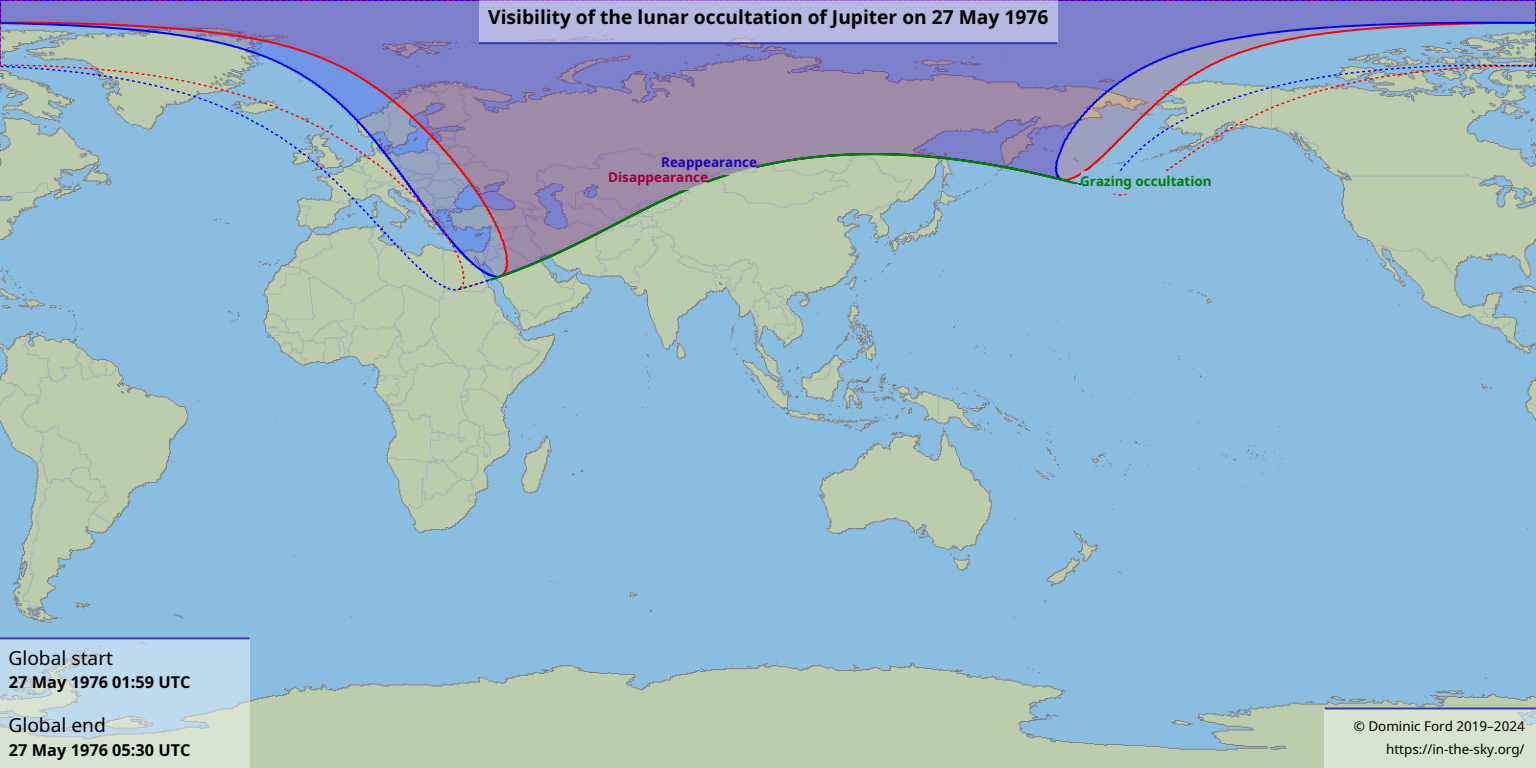 Visibility of the lunar occultation of Jupiter on 27 May 1976
Reappearance
Disappearance
Grazing occultation
Global start
27 May 1976 01:59 UTC
Global end
27 May 1976 05:30 UTC
© Dominic Ford 2019–2024
https://in-the-sky.org/